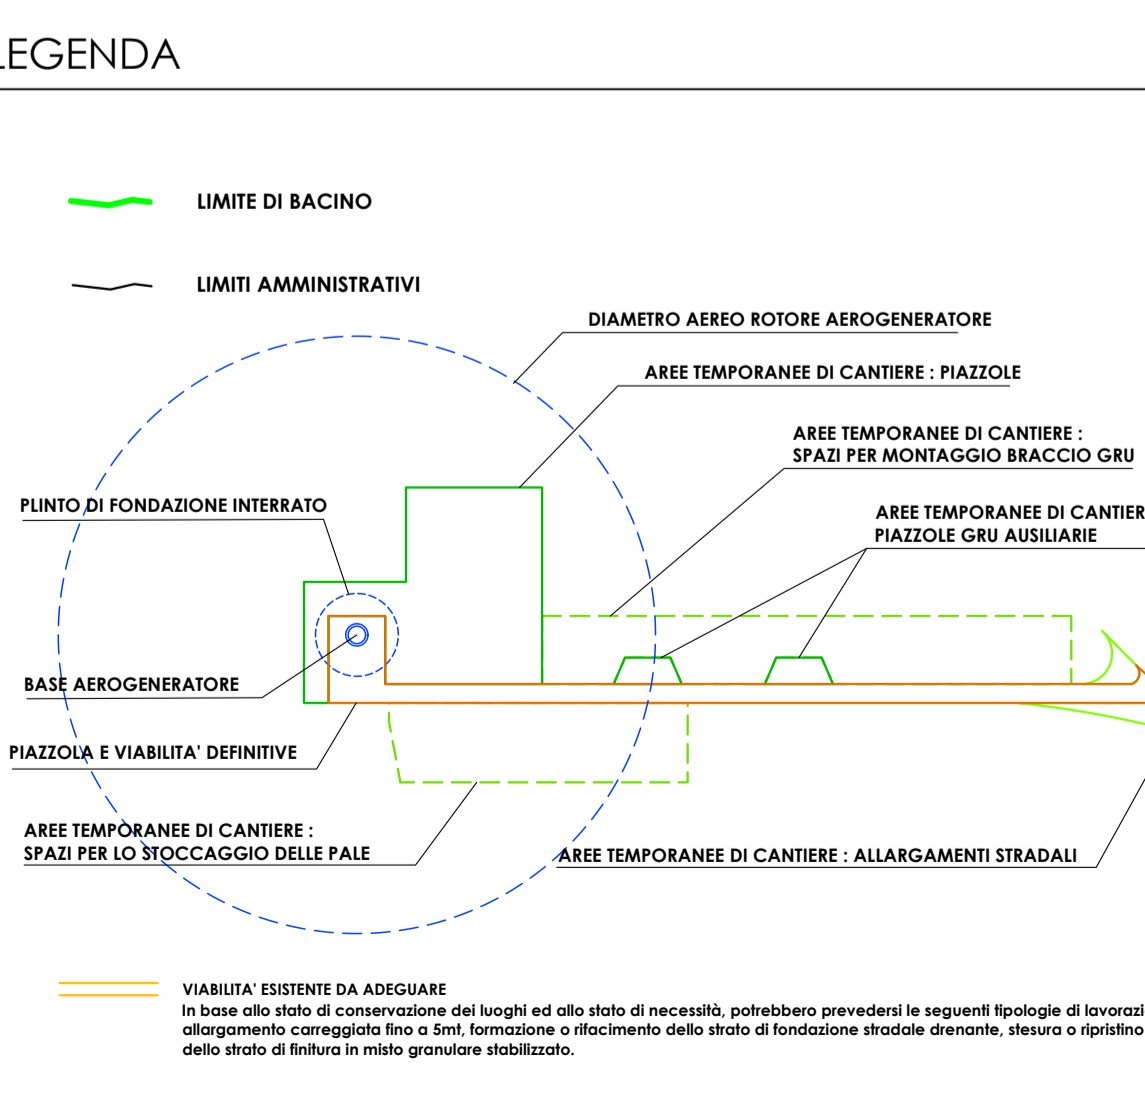 LEGENDA
LIMITE DI BACINO
LIMITI AMMINISTRATIVI
DIAMETRO AEREO ROTORE AEROGENERATORE
AREE TEMPORANEE DI CANTIERE : PIAZZOLE
AREE TEMPORANEE DI CANTIERE :
SPAZI PER MONTAGGIO BRACCIO GRU
PLINTO DI FONDAZIONE INTERRATO
AREE TEMPORANEE DI CANTIER
PIAZZOLE GRU AUSILIARIE
BASE AEROGENERATORE
PIAZZOLA E VIABILITA' DEFINITIVE
AREE TEMPORANEE DI CANTIERE :
SPAZI PER LO STOCCAGGIO DELLE PALE
AREE TEMPORANEE DI CANTIERE : ALLARGAMENTI STRADALI
VIABILITA' ESISTENTE DA ADEGUARE
In base allo stato di conservazione dei luoghi ed allo stato di necessità, potrebbero prevedersi le seguenti tipologie di lavorazi
allargamento carreggiata fino a 5mt, formazione o rifacimento dello strato di fondazione stradale drenante, stesura o ripristino
dello strato di finitura in misto granulare stabilizzato.